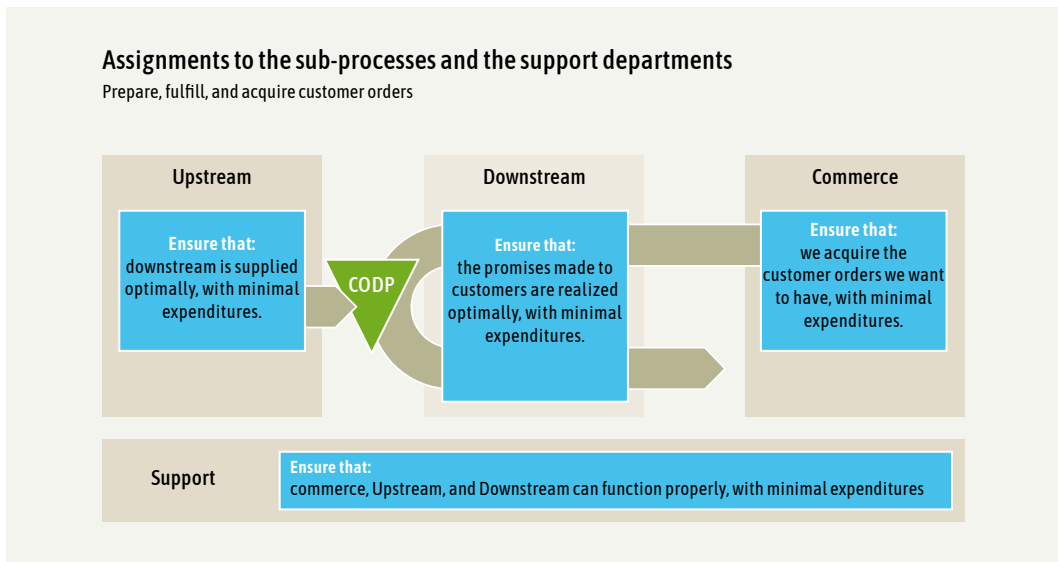 Assignments to the sub-processes and the support departments
Prepare, fulfill, and acquire customer orders
Upstream
Ensure that:
downstream is supplied
optimally, with minimal
expenditures.
CODP
Downstream
Ensure that:
the promises made to
customers are realized
optimally, with minimal
expenditures.
Commerce
Ensure that:
we acquire the
customer orders we want
to have, with minimal
expenditures.
Support
Ensure that:
commerce, Upstream, and Downstream can function properly, with minimal expenditures